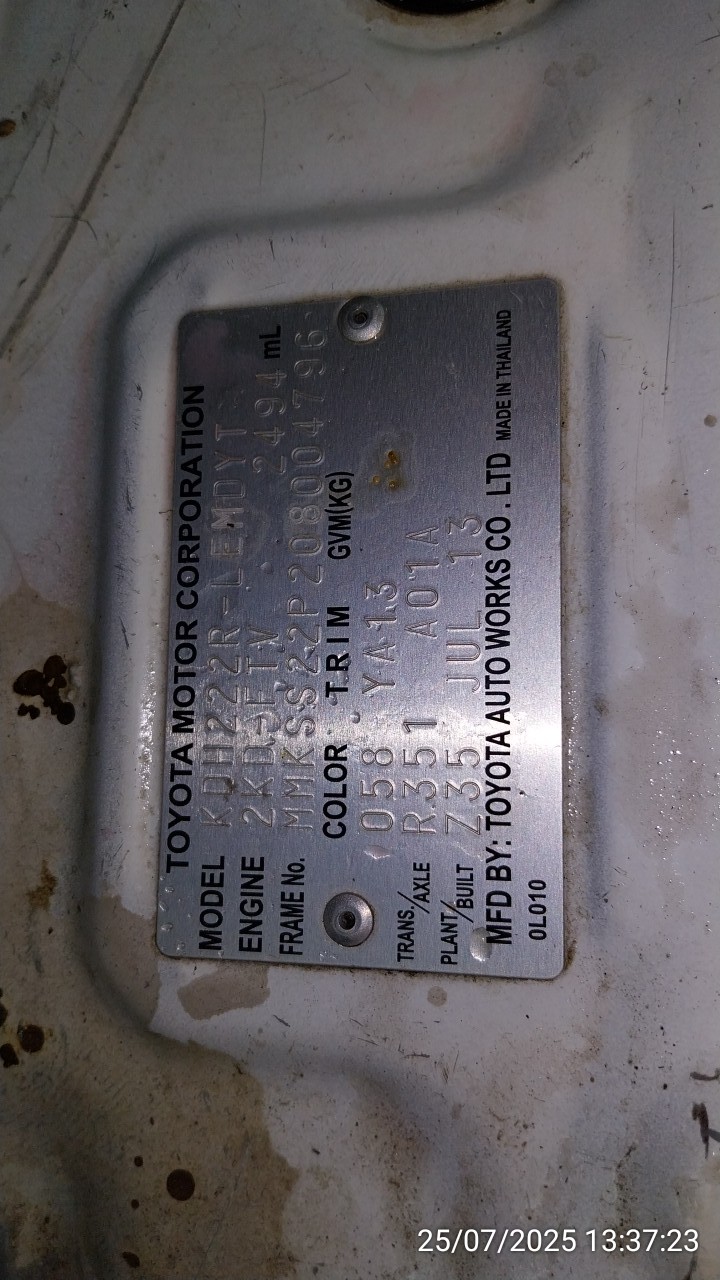 TOYOTA MOTOR CORPORATION
MODEL KDH222R-LEMDYT
ENGINE 2KD-FTV 2494 mL
FRAME No. MMKSS22P208004796
COLOR TRIM GVM(KG)
058 YA13
TRANS/AXLE R351 A01A
PLANT/BUILT Z35 JUL 13
MFD BY: TOYOTA AUTO WORKS CO . LTD MADE IN THAILAND
0L010
25/07/2025 13:37:23